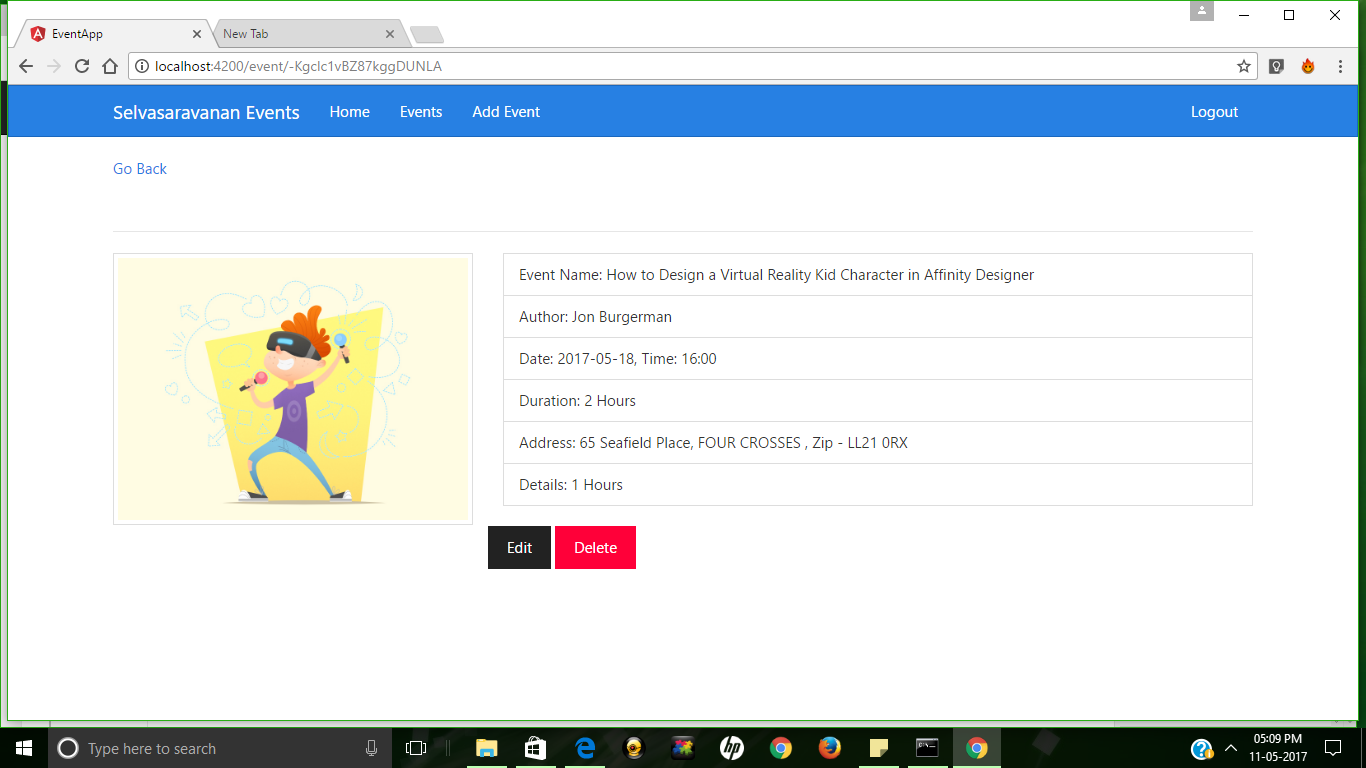 EventApp
New Tab
localhost:4200/event/-Kgclc1vBZ87kggDUNLA
Selvasaravanan Events Home Events Add Event Logout
Go Back
Event Name: How to Design a Virtual Reality Kid Character in Affinity Designer
Author: Jon Burgerman
Date: 2017-05-18, Time: 16:00
Duration: 2 Hours
Address: 65 Seafield Place, FOUR CROSSES , Zip - LL21 0RX
Details: 1 Hours
Edit Delete
Type here to search
hp
05:09 PM
11-05-2017